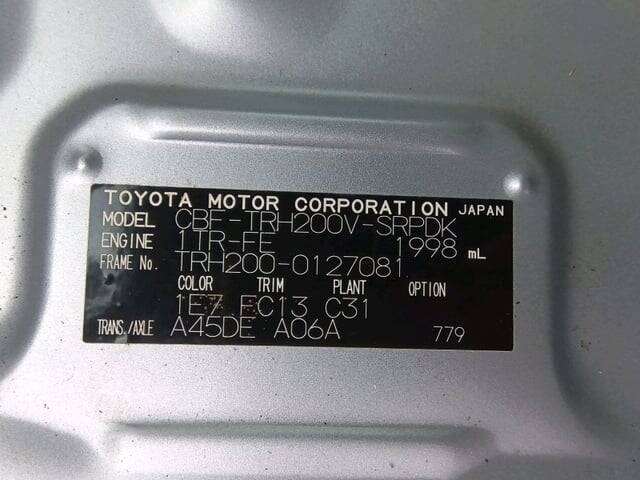 TOYOTA MOTOR CORPORATION JAPAN
MODEL CBF-TRH200V-SRPDK
ENGINE 1TR-FE 1998 mL
FRAME No. TRH200-0127081
COLOR TRIM PLANT OPTION
1E7 FC13 C31
TRANS./AXLE A45DE A06A 779